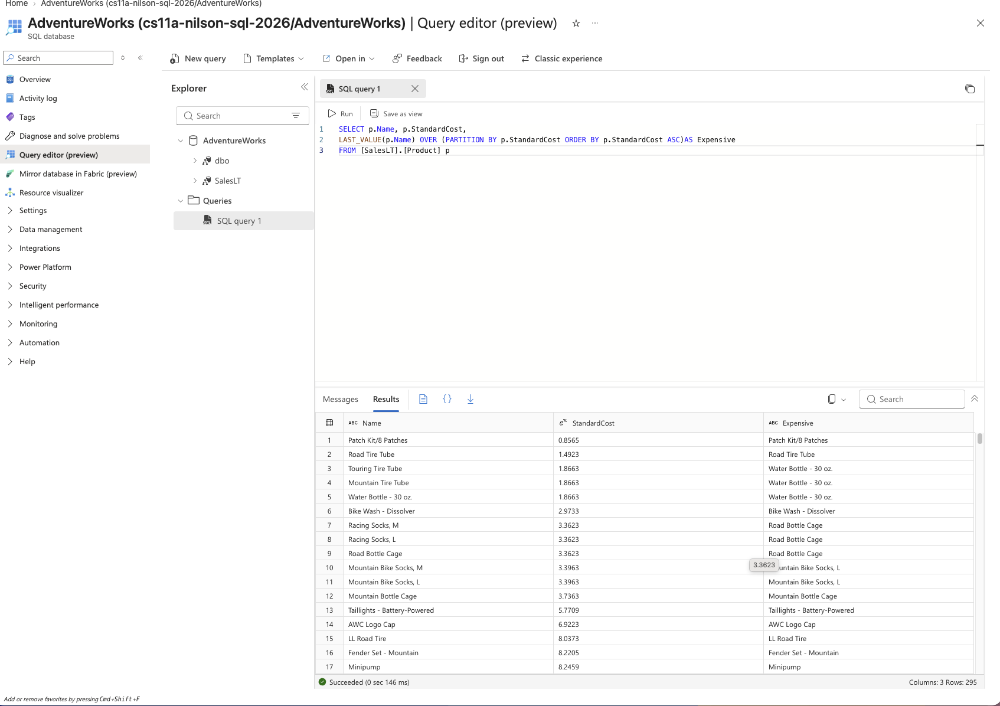 Home › AdventureWorks (cs11a-nilson-sql-2026/AdventureWorks)
AdventureWorks (cs11a-nilson-sql-2026/AdventureWorks) | Query editor (preview)
SQL database
Search
Overview
Activity log
Tags
Diagnose and solve problems
Query editor (preview)
Mirror database in Fabric (preview)
Resource visualizer
Settings
Data management
Integrations
Power Platform
Security
Intelligent performance
Monitoring
Automation
Help
New query Templates Open in Feedback Sign out Classic experience
Explorer
Search
AdventureWorks
dbo
SalesLT
Queries
SQL query 1
SQL query 1
Run Save as view
1 SELECT p.Name, p.StandardCost,
2 LAST_VALUE(p.Name) OVER (PARTITION BY p.StandardCost ORDER BY p.StandardCost ASC)AS Expensive
3 FROM [SalesLT].[Product] p
Messages Results {} Search
ABC Name StandardCost ABC Expensive
1 Patch Kit/8 Patches 0.8565 Patch Kit/8 Patches
2 Road Tire Tube 1.4923 Road Tire Tube
3 Touring Tire Tube 1.8663 Water Bottle - 30 oz.
4 Mountain Tire Tube 1.8663 Water Bottle - 30 oz.
5 Water Bottle - 30 oz. 1.8663 Water Bottle - 30 oz.
6 Bike Wash - Dissolver 2.9733 Bike Wash - Dissolver
7 Racing Socks, M 3.3623 Road Bottle Cage
8 Racing Socks, L 3.3623 Road Bottle Cage
9 Road Bottle Cage 3.3623 Road Bottle Cage
3.3623
10 Mountain Bike Socks, M 3.3963 untain Bike Socks, L
11 Mountain Bike Socks, L 3.3963 Mountain Bike Socks, L
12 Mountain Bottle Cage 3.7363 Mountain Bottle Cage
13 Taillights - Battery-Powered 5.7709 Taillights - Battery-Powered
14 AWC Logo Cap 6.9223 AWC Logo Cap
15 LL Road Tire 8.0373 LL Road Tire
16 Fender Set - Mountain 8.2205 Fender Set - Mountain
17 Minipump 8.2459 Minipump
Succeeded (0 sec 146 ms) Columns: 3 Rows: 295
Add or remove favorites by pressing Cmd+Shift+F